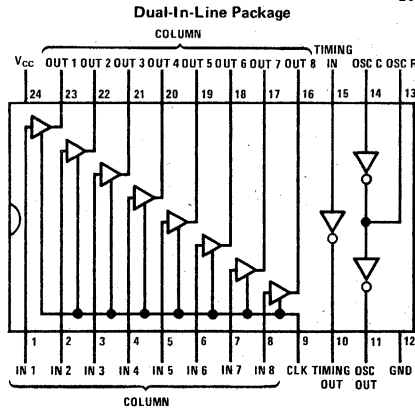 Dual-In-Line Package
COLUMN
TIMING
VCC OUT 1 OUT 2 OUT 3 OUT 4 OUT 5 OUT 6 OUT 7 OUT 8 IN OSC C OSC R
24 23 22 21 20 19 18 17 16 15 14 13
1 2 3 4 5 6 7 8 9 10 11 12
IN 1 IN 2 IN 3 IN 4 IN 5 IN 6 IN 7 IN 8 CLK TIMING OSC GND
OUT OUT
COLUMN